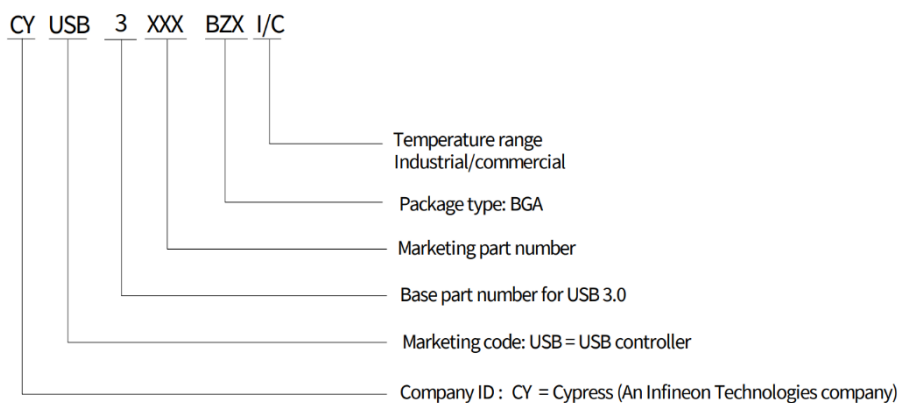 CY USB 3 XXX BZX I/C
Temperature range
Industrial/commercial
Package type: BGA
Marketing part number
Base part number for USB 3.0
Marketing code: USB = USB controller
Company ID : CY = Cypress (An Infineon Technologies company)